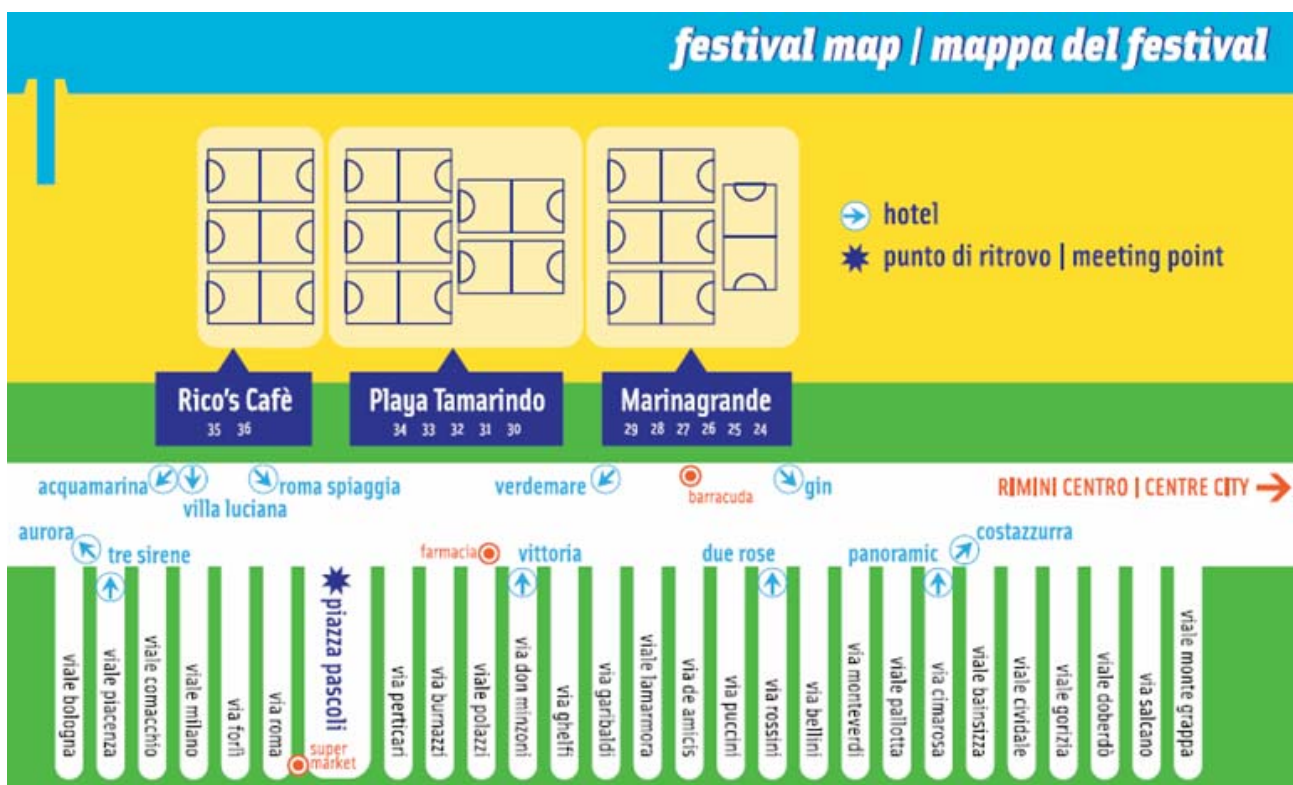 festival map | mappa del festival
hotel
punto di ritrovo | meeting point
Rico's Cafè
35 36
Playa Tamarindo
34 33 32 31 30
Marinagrande
29 28 27 26 25 24
acquamarina
villa luciana
roma spiaggia
verdemare
barracuda
gin
RIMINI CENTRO | CENTRE CITY
aurora
tre sirene
farmacia
vittoria
due rose
panoramic
costazzurra
viale bologna
viale piacenza
viale comacchio
viale milano
via forlì
via roma
super
market
piazza pascoli
via perticari
via burnazzi
viale polazzi
via don minzoni
via ghelfi
via garibaldi
viale lamarmora
via de amicis
via puccini
via rossini
via bellini
via monteverdi
viale pallotta
via cimarosa
viale bainsizza
viale cividale
viale gorizia
viale doberdò
via salcano
viale monte grappa